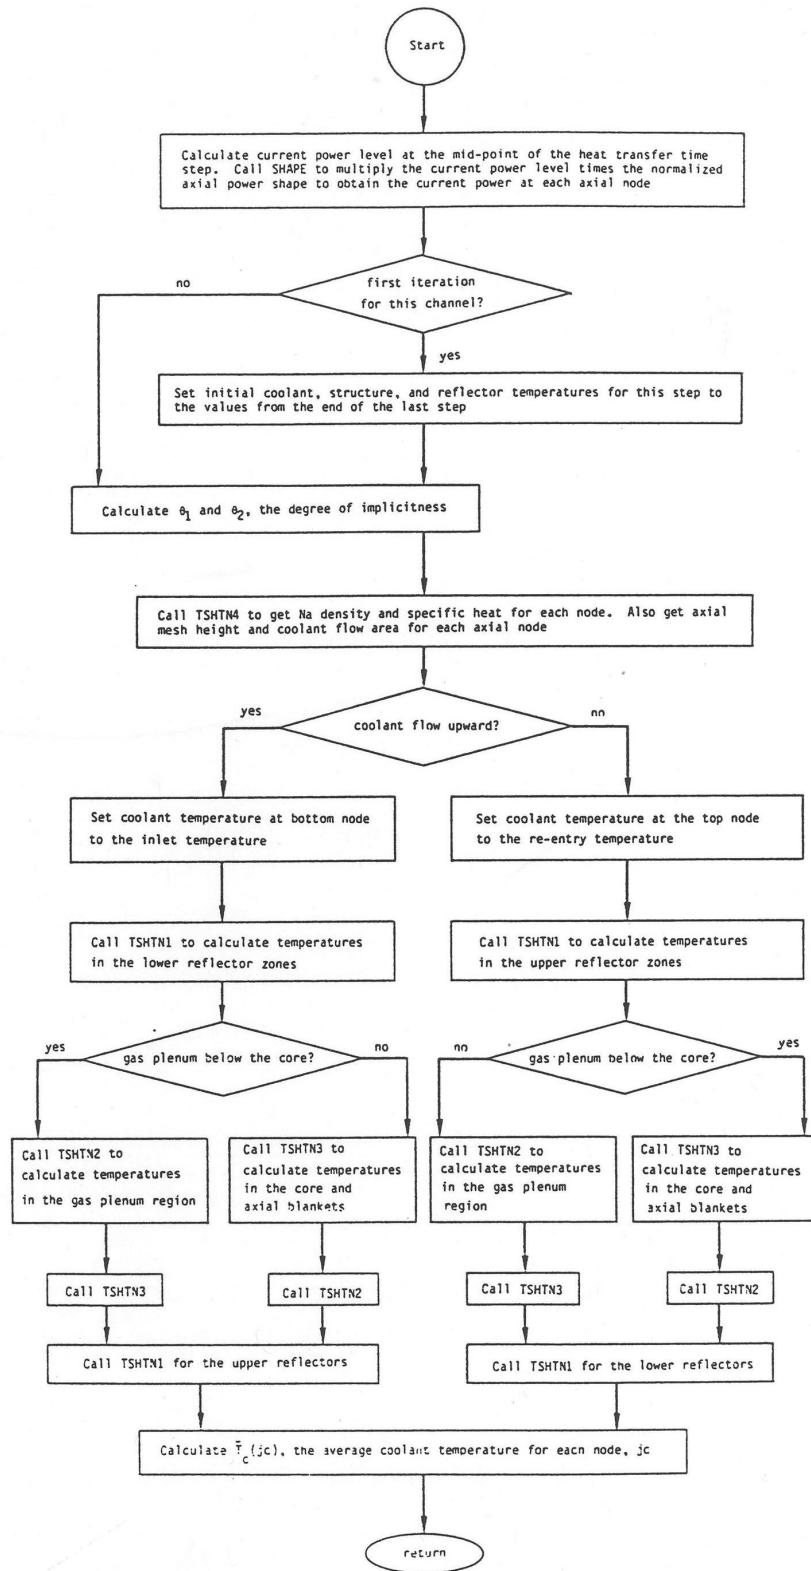 Start
Calculate current power level at the mid-point of the heat transfer time
step. Call SHAPE to multiply the current power level times the normalized
axial power shape to obtain the current power at each axial node
no
first iteration
for this channel?
yes
Set initial coolant, structure, and reflector temperatures for this step to
the values from the end of the last step
Calculate θ1 and θ2, the degree of implicitness
Call TSHTN4 to get Na density and specific heat for each node. Also get axial
mesh height and coolant flow area for each axial node
yes
coolant flow upward?
no
Set coolant temperature at bottom node
to the inlet temperature
Set coolant temperature at the top node
to the re-entry temperature
Call TSHTN1 to calculate temperatures
in the lower reflector zones
Call TSHTN1 to calculate temperatures
in the upper reflector zones
yes
gas plenum below the core?
no
no
gas plenum below the core?
yes
Call TSHTN2 to
calculate temperatures
in the gas plenum region
Call TSHTN3 to
calculate temperatures
in the core and
axial blankets
Call TSHTN2 to
calculate temperatures
in the gas plenum
region
Call TSHTN3 to
calculate temperatures
in the core and
axial blankets
Call TSHTN3
Call TSHTN2
Call TSHTN3
Call TSHTN2
Call TSHTN1 for the upper reflectors
Call TSHTN1 for the lower reflectors
Calculate T̄c(jc), the average coolant temperature for each node, jc
return